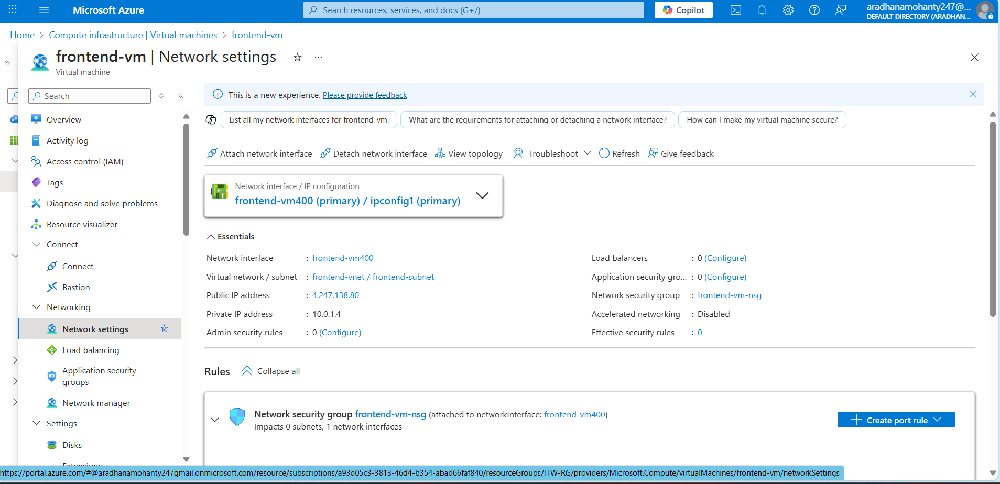 Microsoft Azure
Search resources, services, and docs (G+/)
Copilot
aradhanamohanty247@...
DEFAULT DIRECTORY (ARADHAN...
Home > Compute infrastructure | Virtual machines > frontend-vm
frontend-vm | Network settings
Virtual machine
Search
Overview
Activity log
Access control (IAM)
Tags
Diagnose and solve problems
Resource visualizer
Connect
Connect
Bastion
Networking
Network settings
Load balancing
Application security
groups
Network manager
Settings
Disks
This is a new experience. Please provide feedback
List all my network interfaces for frontend-vm.
What are the requirements for attaching or detaching a network interface?
How can I make my virtual machine secure?
Attach network interface
Detach network interface
View topology
Troubleshoot
Refresh
Give feedback
Network interface / IP configuration
frontend-vm400 (primary) / ipconfig1 (primary)
Essentials
Network interface : frontend-vm400
Virtual network / subnet : frontend-vnet / frontend-subnet
Public IP address : 4.247.138.80
Private IP address : 10.0.1.4
Admin security rules : 0 (Configure)
Load balancers : 0 (Configure)
Application security gro... : 0 (Configure)
Network security group : frontend-vm-nsg
Accelerated networking : Disabled
Effective security rules : 0
Rules
Collapse all
Network security group frontend-vm-nsg (attached to networkInterface: frontend-vm400)
Impacts 0 subnets, 1 network interfaces
Create port rule
https://portal.azure.com/#@aradhanamohanty247gmail.onmicrosoft.com/resource/subscriptions/a93d05c3-3813-46d4-b354-abad66faf840/resourceGroups/ITW-RG/providers/Microsoft.Compute/virtualMachines/frontend-vm/networkSettings